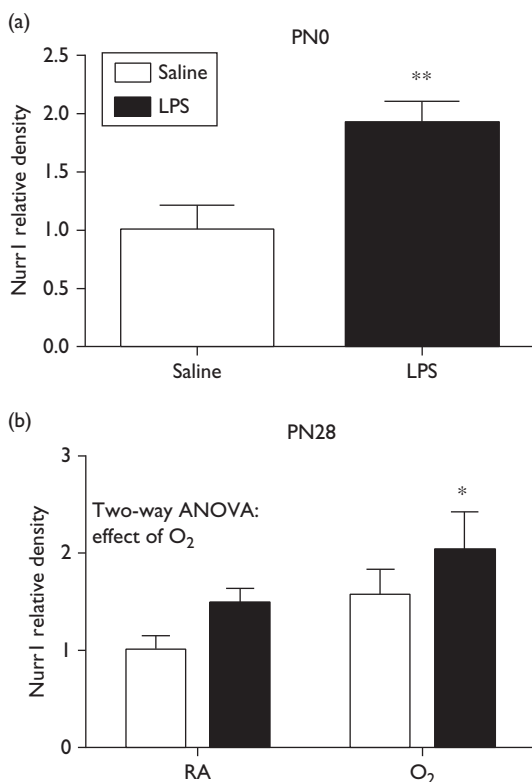 (a)
PN0
2.5
2.0
1.5
1.0
0.5
0.0
Nurr1 relative density
Saline
LPS
**
Saline
LPS
(b)
PN28
3
2
1
0
Nurr1 relative density
Two-way ANOVA:
effect of O₂
*
RA
O₂